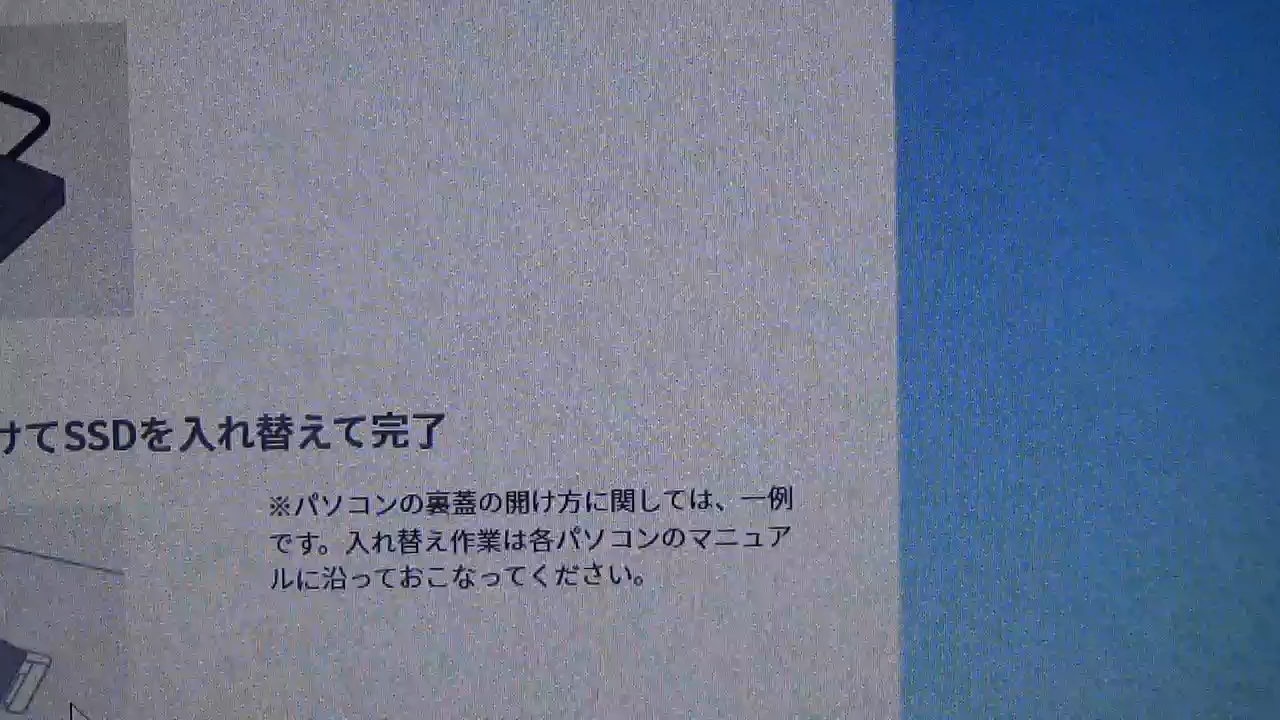 けてSSDを入れ替えて完了
※パソコンの裏蓋の開け方に関しては、一例
です。入れ替え作業は各パソコンのマニュア
ルに沿っておこなってください。